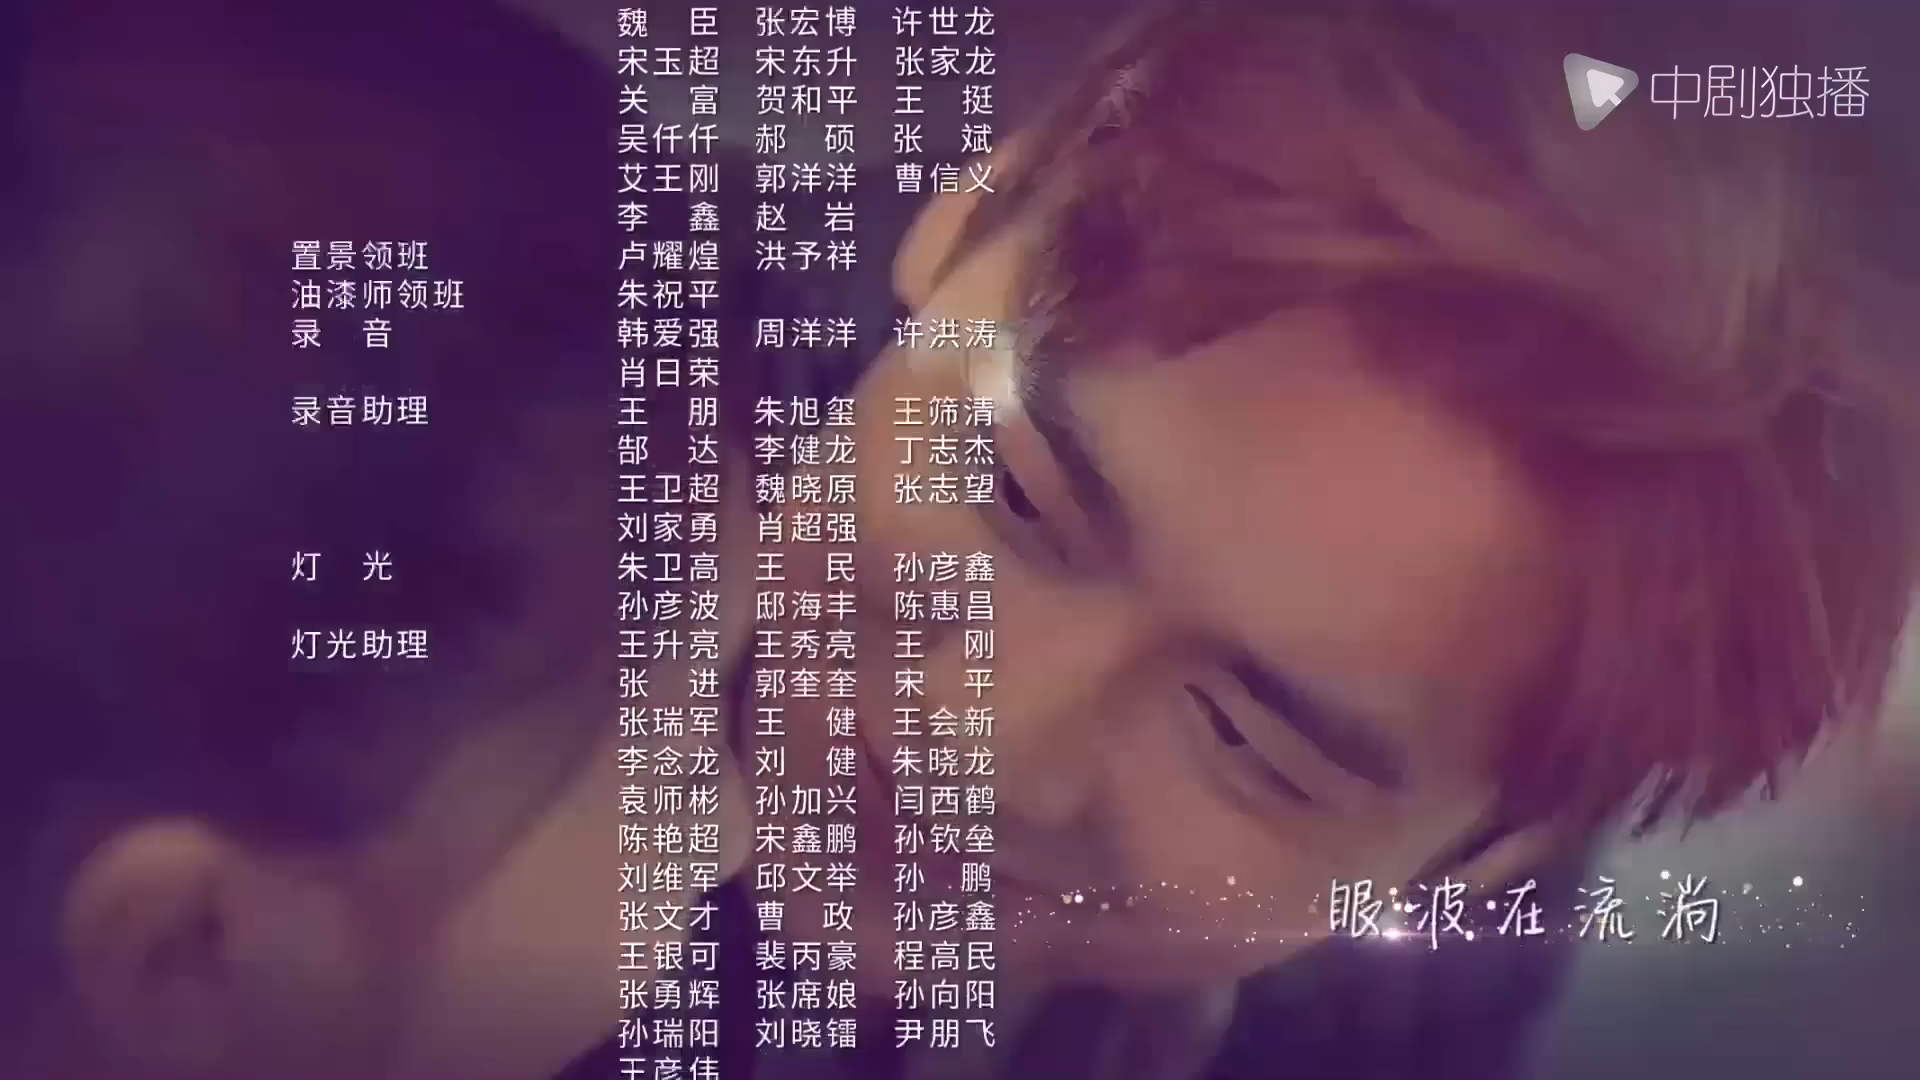 魏 臣 张宏博 许世龙
中剧独播
宋玉超 宋东升 张家龙
关 富 贺和平 王 挺
吴仟仟 郝 硕 张 斌
艾王刚 郭洋洋 曹信义
李 鑫 赵 岩
置景领班 卢耀煌 洪予祥
油漆师领班 朱祝平
录 音 韩爱强 周洋洋 许洪涛
肖日荣
录音助理 王 朋 朱旭玺 王筛清
郜 达 李健龙 丁志杰
王卫超 魏晓原 张志望
刘家勇 肖超强
灯 光 朱卫高 王 民 孙彦鑫
孙彦波 邸海丰 陈惠昌
灯光助理 王升亮 王秀亮 王 刚
张 进 郭奎奎 宋 平
张瑞军 王 健 王会新
李念龙 刘 健 朱晓龙
袁师彬 孙加兴 闫西鹤
陈艳超 宋鑫鹏 孙钦垒
刘维军 邱文举 孙 鹏
张文才 曹 政 孙彦鑫
眼波在流淌
王银可 裴丙豪 程高民
张勇辉 张席娘 孙向阳
孙瑞阳 刘晓镭 尹朋飞
王彦伟